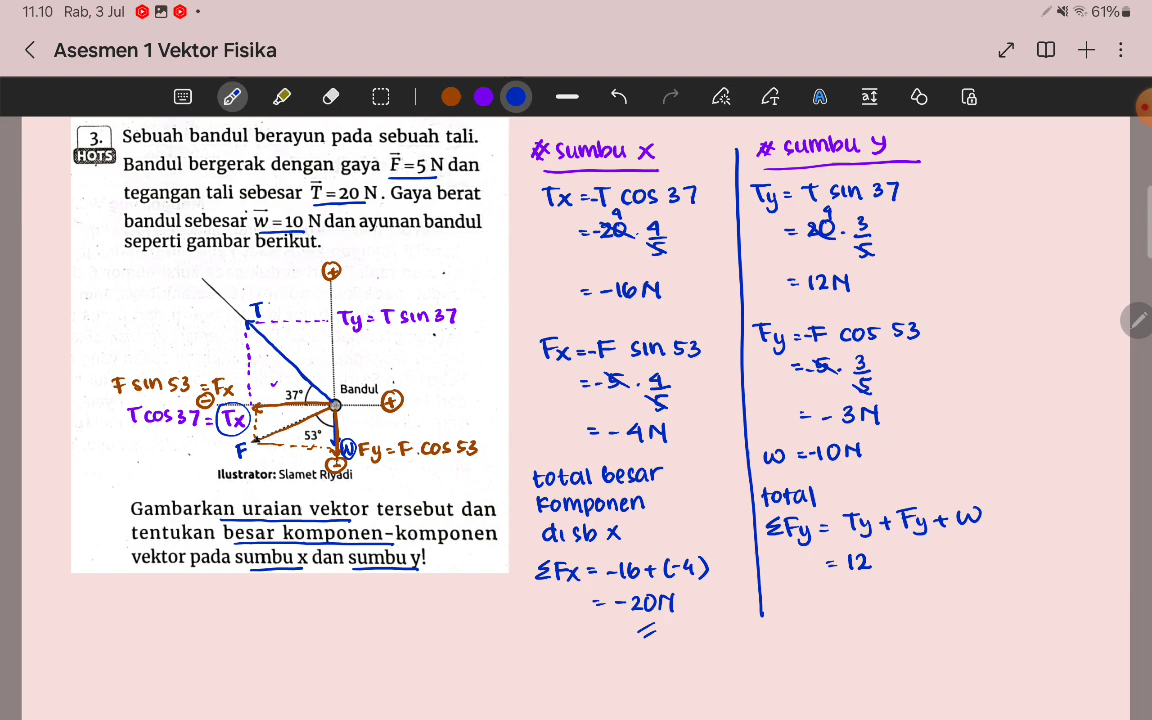 11.10 Rab, 3 Jul
61%
Asesmen 1 Vektor Fisika
3.
HOTS
Sebuah bandul berayun pada sebuah tali.
Bandul bergerak dengan gaya F⃗ = 5 N dan
tegangan tali sebesar T⃗ = 20 N. Gaya berat
bandul sebesar w⃗ = 10 N dan ayunan bandul
seperti gambar berikut.
+
T
Ty = T sin 37
F sin 53 = Fx
37°
Bandul
+
-
T cos 37 = Tx
53°
F
W
Fy = F . cos 53
-
Ilustrator: Slamet Riyadi
Gambarkan uraian vektor tersebut dan
tentukan besar komponen-komponen
vektor pada sumbu x dan sumbu y!
# sumbu x
Tx = -T cos 37
4
= -20 . 4/5
= -16 N
Fx = -F sin 53
= -5 . 4/5
= -4 N
total besar
komponen
di sb x
ΣFx = -16 + (-4)
= -20 N
# sumbu y
Ty = T sin 37
4
= 20 . 3/5
= 12 N
Fy = -F cos 53
= -5 . 3/5
= -3 N
w = -10 N
total
ΣFy = Ty + Fy + w
= 12